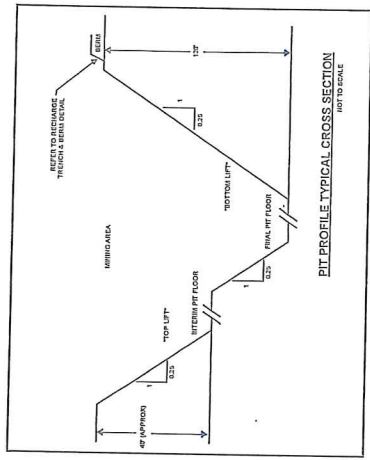 REFER TO RECHARGE
TRENCH & BERM DETAIL
BERM
1
0.25
120'
MINING AREA
"BOTTOM LIFT"
FINAL PIT FLOOR
1
0.25
INTERIM PIT FLOOR
"TOP LIFT"
1
0.25
40' (APPROX)
PIT PROFILE TYPICAL CROSS SECTION
NOT TO SCALE